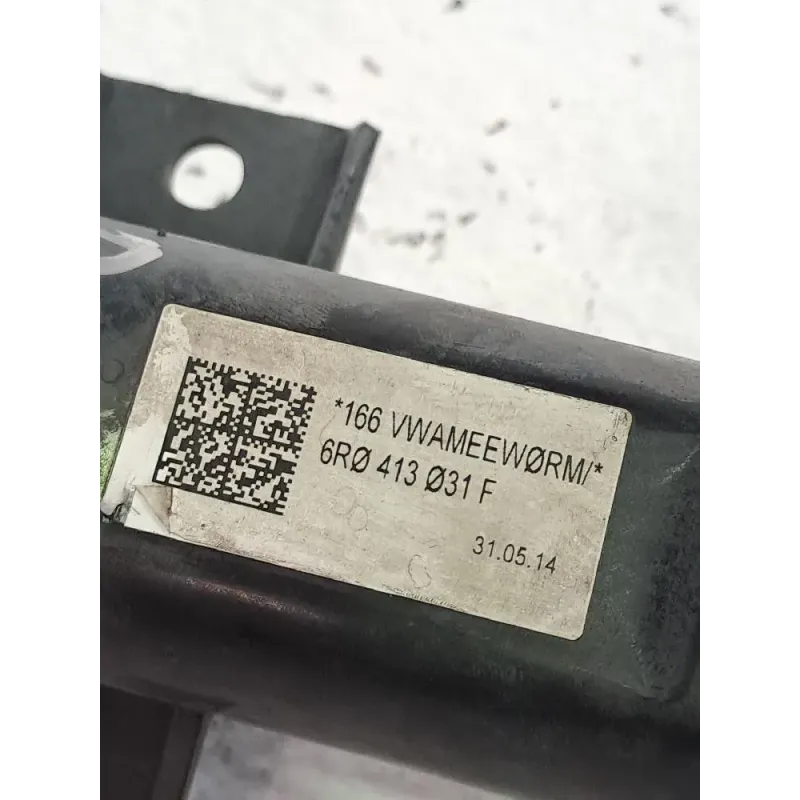 *166 VWAMEEWØRM/*
6RØ 413 Ø31 F
31.05.14